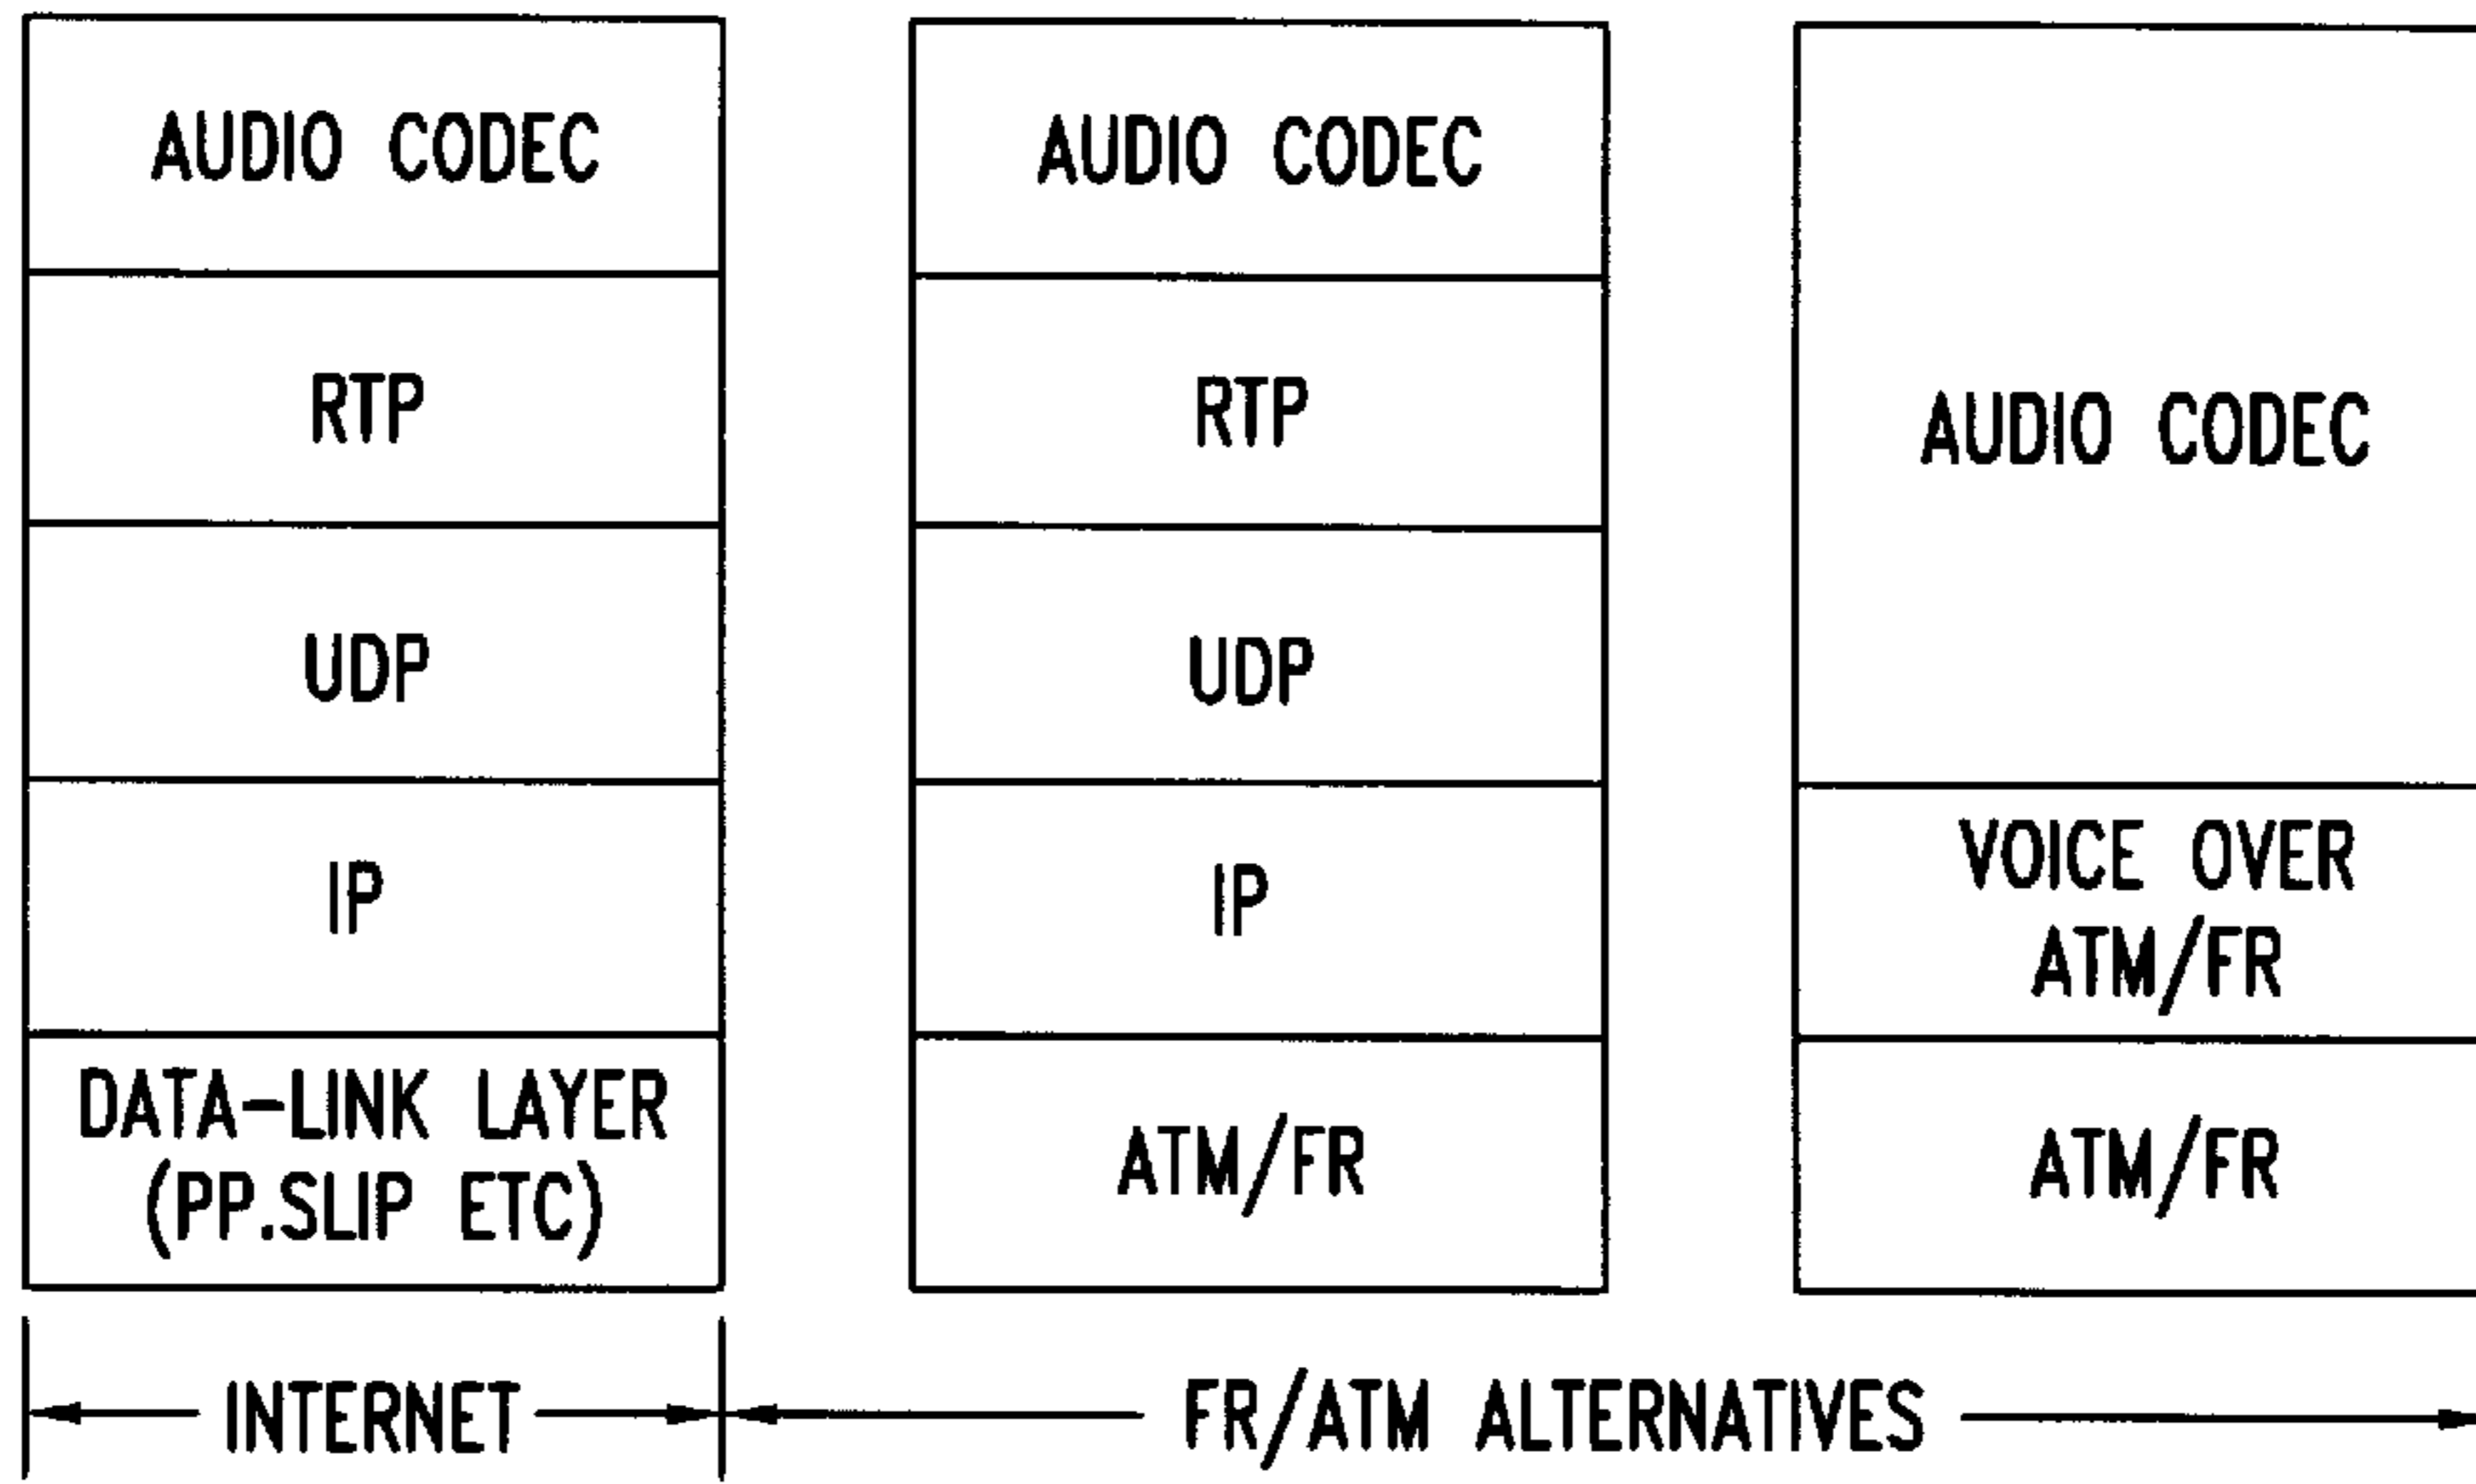 AUDIO CODEC
RTP
UDP
IP
DATA-LINK LAYER
(PP.SLIP ETC)
AUDIO CODEC
RTP
UDP
IP
ATM/FR
AUDIO CODEC
VOICE OVER
ATM/FR
ATM/FR
INTERNET
FR/ATM ALTERNATIVES